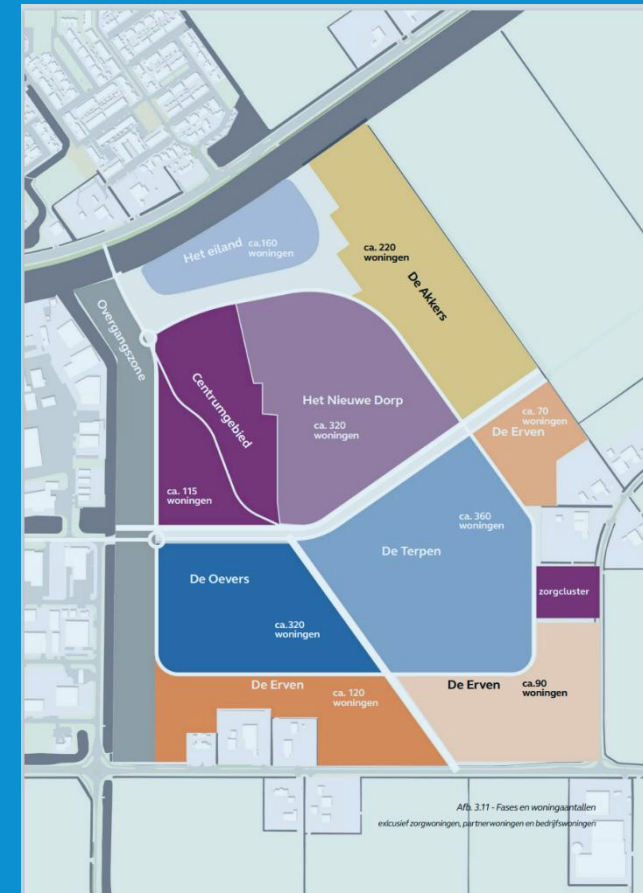 ca. 220
woningen
De Akkers
Het eiland
ca.160
woningen
Overgangszone
Centrumgebied
Het Nieuwe Dorp
ca. 320
woningen
ca. 70
woningen
De Erven
ca. 115
woningen
ca. 360
woningen
De Terpen
De Oevers
zorgcluster
ca.320
woningen
De Erven
ca. 120
woningen
De Erven
ca.90
woningen
Afb. 3.11 - Fases en woningaantallen
exlcusief zorgwoningen, partnerwoningen en bedrijfswoningen